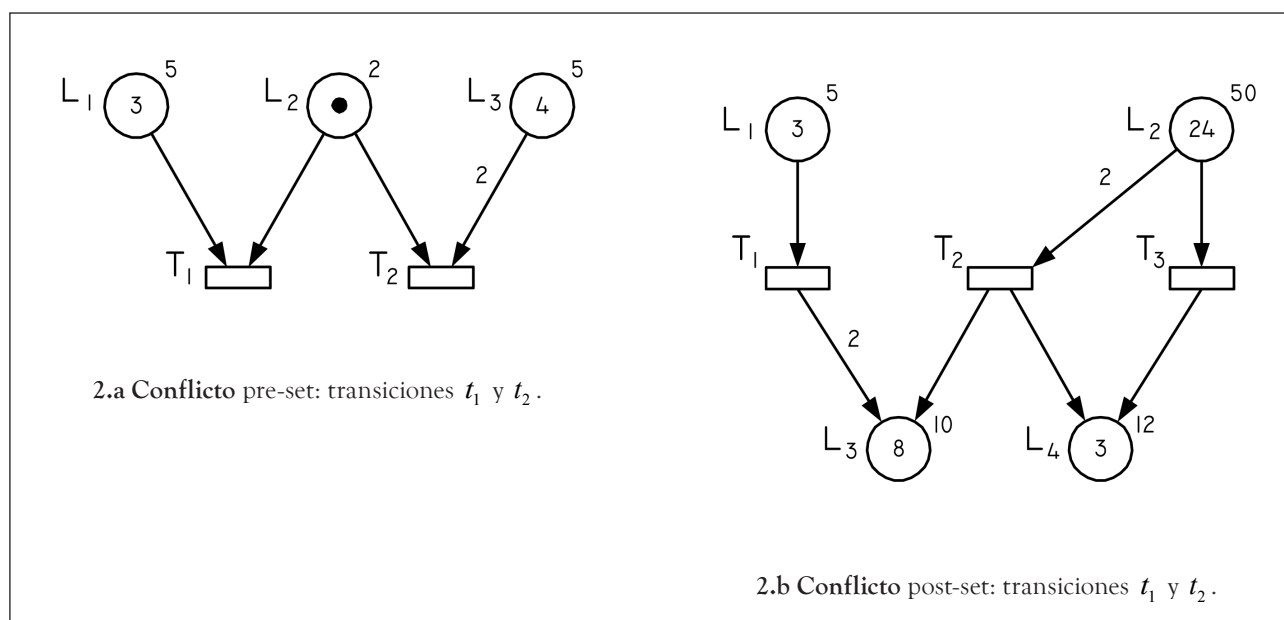 5
2
5
L1
3
L2
L3
4
2
T1
T2
2.a Conflicto pre-set: transiciones t1 y t2.
5
50
L1
3
L2
24
2
T1
T2
T3
2
10
12
L3
8
L4
3
2.b Conflicto post-set: transiciones t1 y t2.